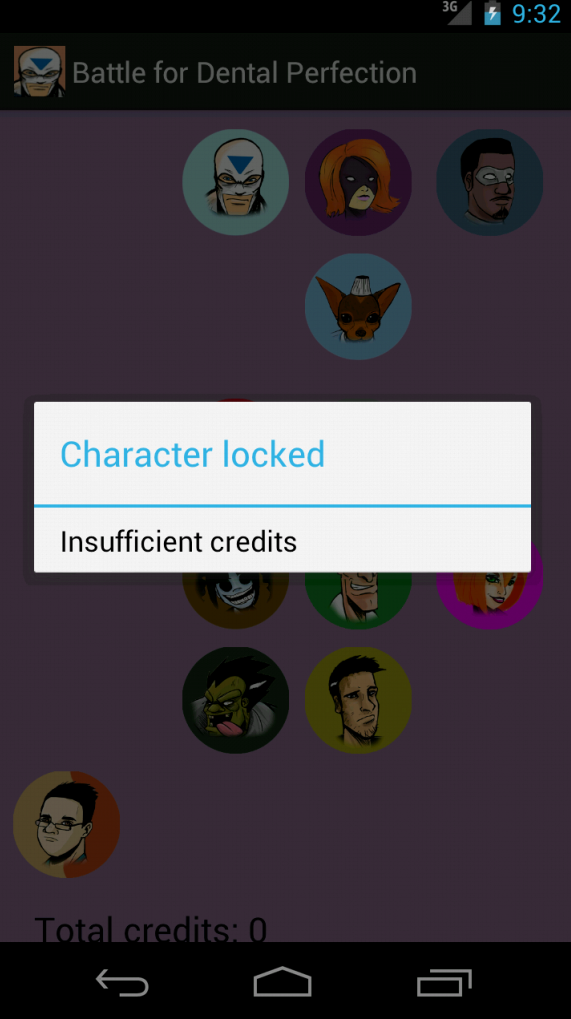 3G
9:32
Battle for Dental Perfection
Character locked
Insufficient credits
Total credits: 0